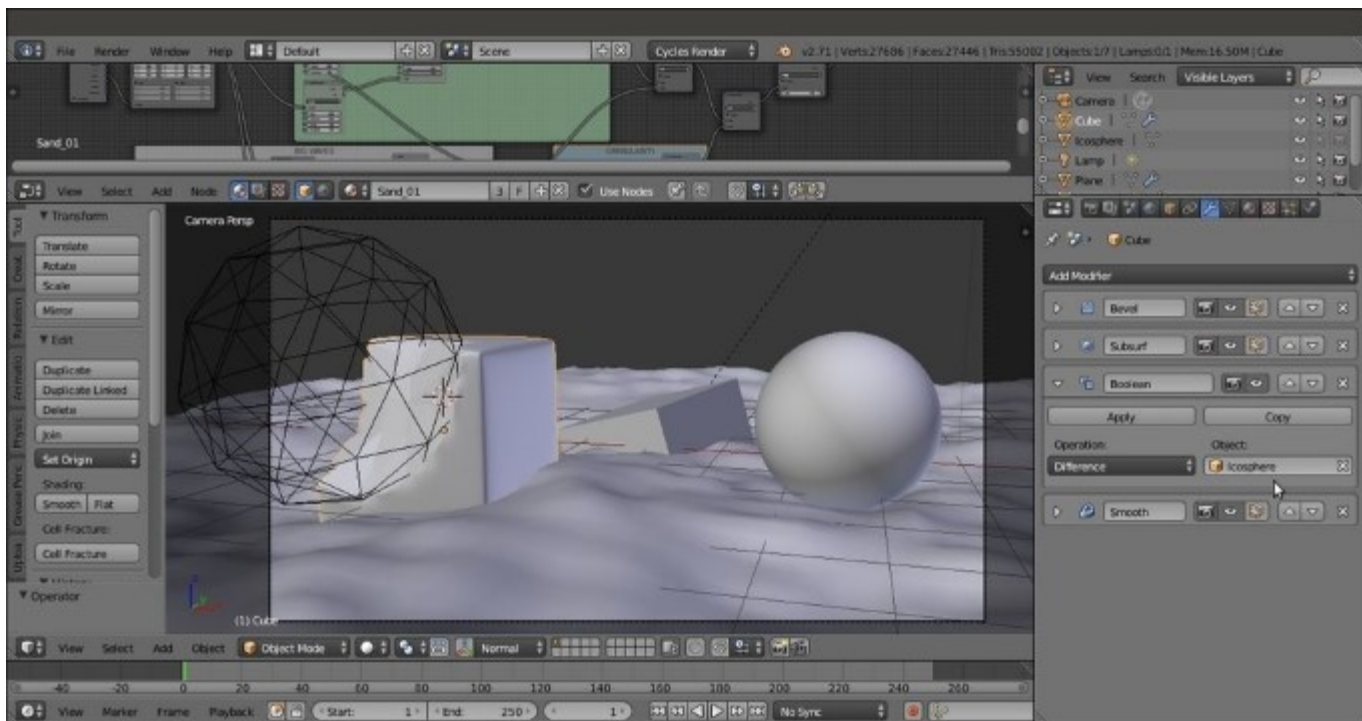 File Render Window Help Default Scene Cycles Render v2.71 | Verts:27686 | Faces:27446 | Tris:55082 | Objects:1/7 | Lamps:0/1 | Mem:16.50M | Cube
View Search Visible Layers
Camera
Cube
Icosphere
Lamp
Plane
Sand_01
View Select Add Node Sand_01 3 F Use Nodes
Transform
Translate
Rotate
Scale
Mirror
Edit
Duplicate
Duplicate Linked
Delete
Join
Set Origin
Shading:
Smooth Flat
Cell Fracture:
Cell Fracture
Operator
Camera Persp
(1) Cube
Cube
Add Modifier
Bevel
Subsurf
Boolean
Apply Copy
Operation: Object:
Difference Icosphere
Smooth
View Select Add Object Object Mode Normal
-40 -20 0 20 40 60 80 100 120 140 160 180 200 220 240 260
View Marker Frame Playback Start: 1 End: 250 1 No Sync